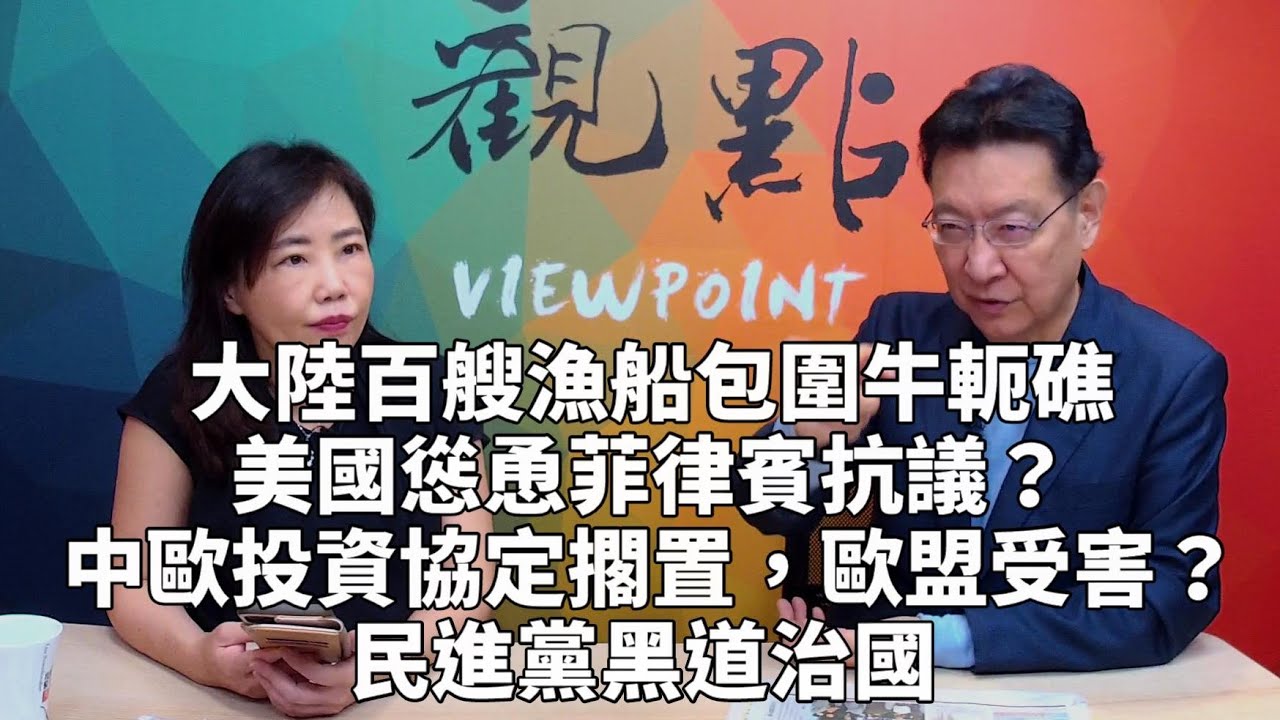 觀點
VIEWPOINT
大陸百艘漁船包圍牛軛礁
美國慫恿菲律賓抗議？
中歐投資協定擱置，歐盟受害？
民進黨黑道治國